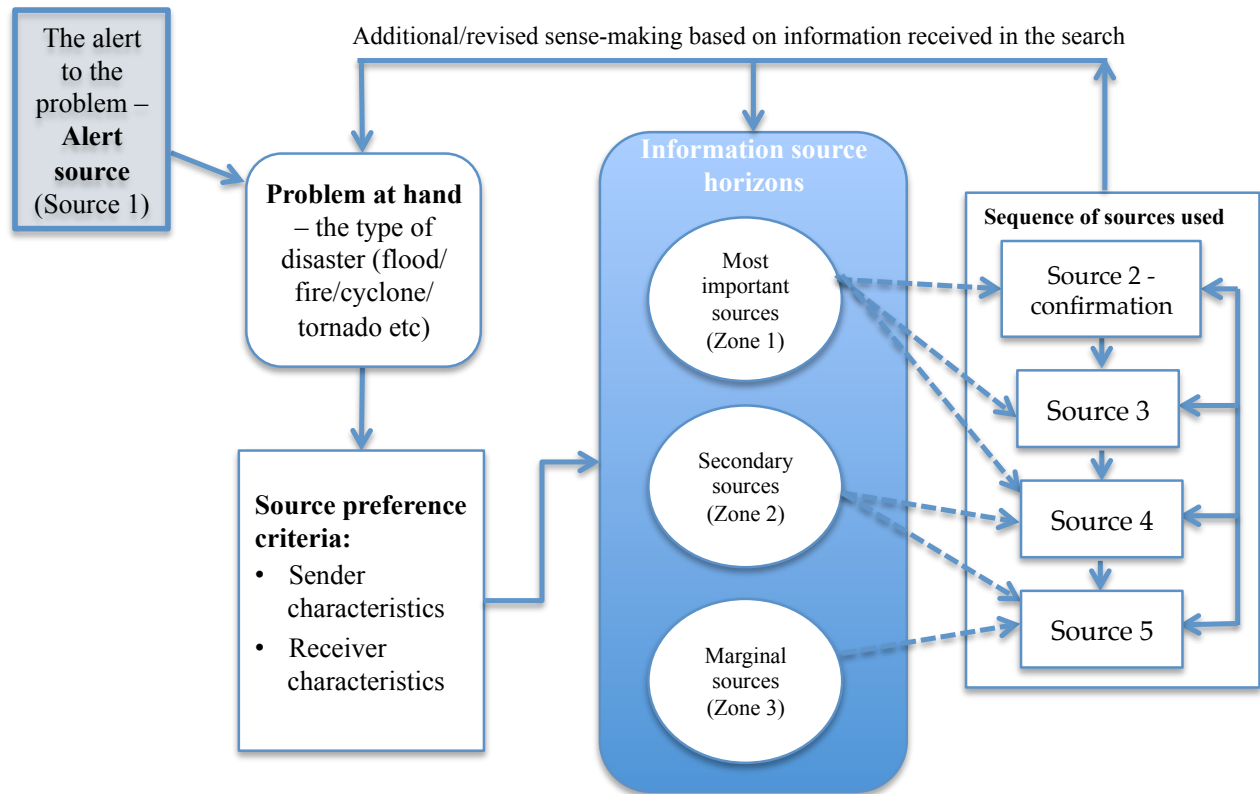 The alert
to the
problem –
Alert
source
(Source 1)
Additional/revised sense-making based on information received in the search
Problem at hand
– the type of
disaster (flood/
fire/cyclone/
tornado etc)
Source preference
criteria:
• Sender
characteristics
• Receiver
characteristics
Information source
horizons
Most
important
sources
(Zone 1)
Secondary
sources
(Zone 2)
Marginal
sources
(Zone 3)
Sequence of sources used
Source 2 -
confirmation
Source 3
Source 4
Source 5